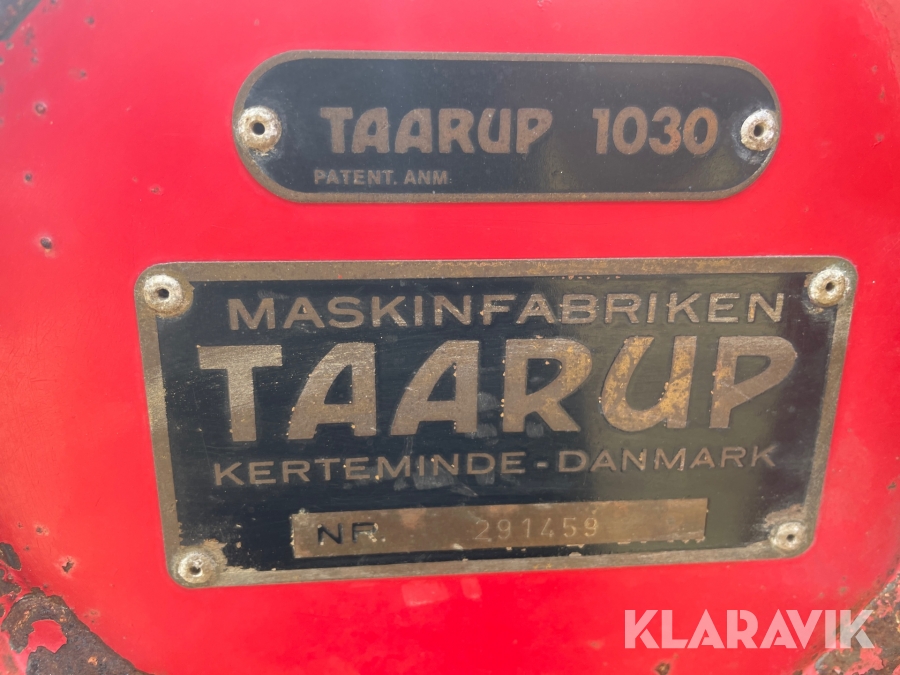 TAARUP 1030
PATENT. ANM.
MASKINFABRIKEN
TAARUP
KERTEMINDE - DANMARK
NR. 291459
KLARAVIK